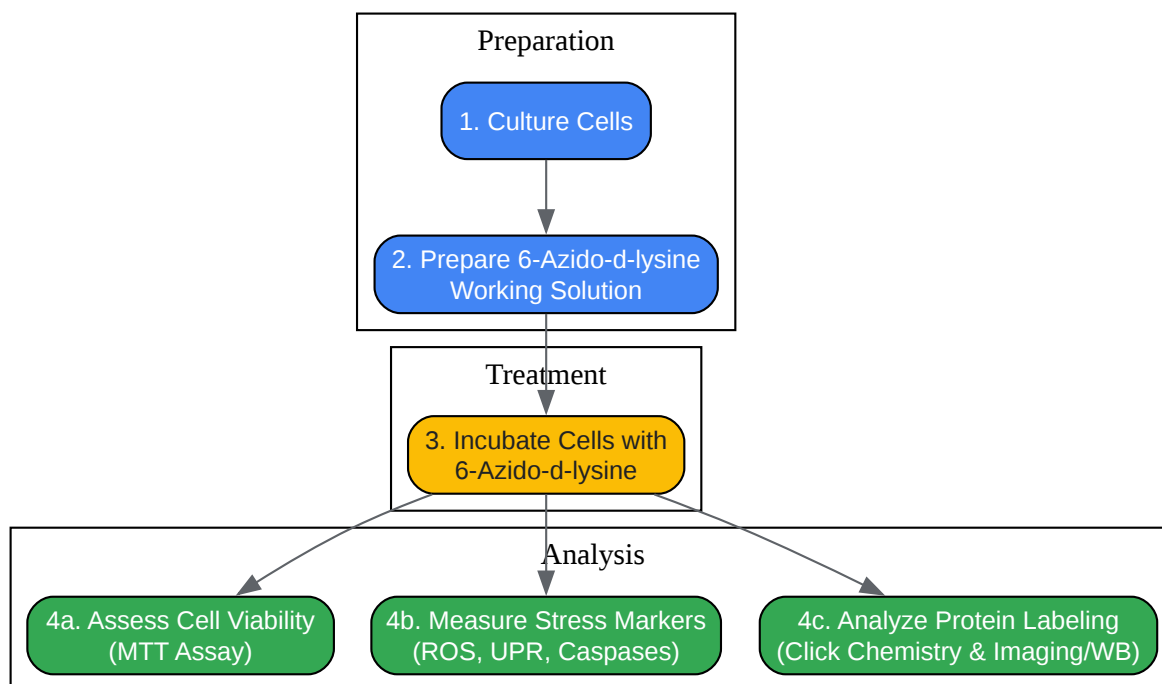 Preparation
1. Culture Cells
2. Prepare 6-Azido-d-lysine
Working Solution
Treatment
3. Incubate Cells with
6-Azido-d-lysine
Analysis
4a. Assess Cell Viability
(MTT Assay)
4b. Measure Stress Markers
(ROS, UPR, Caspases)
4c. Analyze Protein Labeling
(Click Chemistry & Imaging/WB)